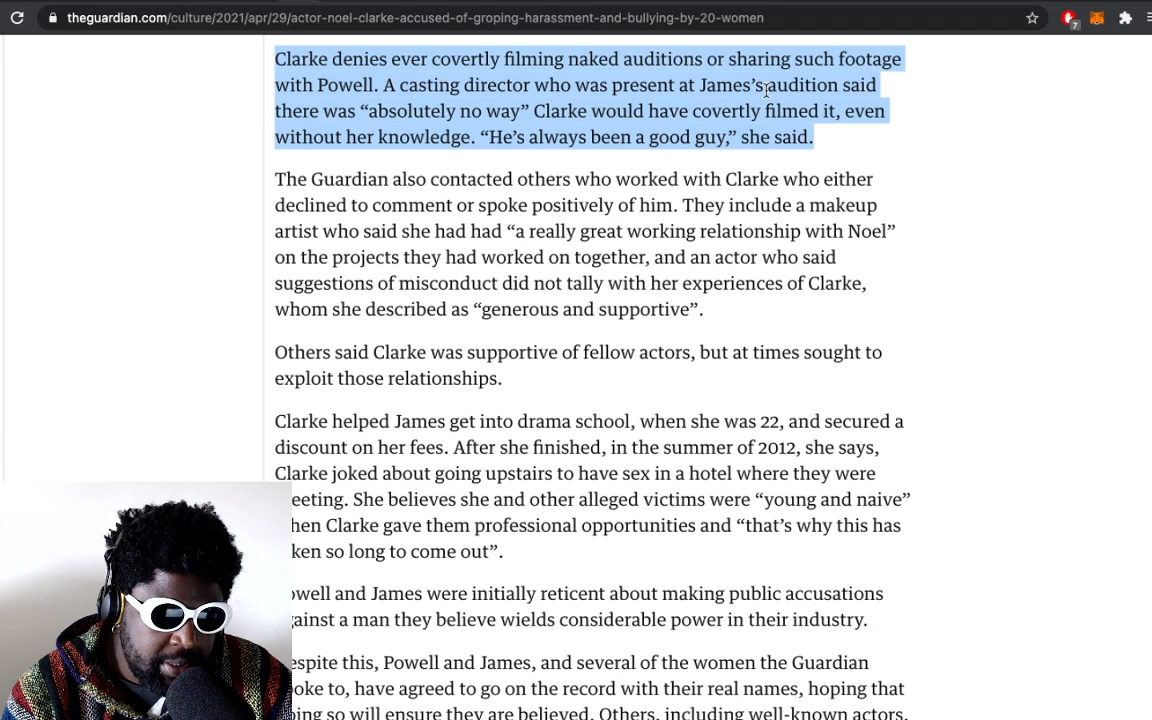 theguardian.com/culture/2021/apr/29/actor-noel-clarke-accused-of-groping-harassment-and-bullying-by-20-women
7
Clarke denies ever covertly filming naked auditions or sharing such footage
with Powell. A casting director who was present at James’s audition said
there was “absolutely no way” Clarke would have covertly filmed it, even
without her knowledge. “He’s always been a good guy,” she said.
The Guardian also contacted others who worked with Clarke who either
declined to comment or spoke positively of him. They include a makeup
artist who said she had had “a really great working relationship with Noel”
on the projects they had worked on together, and an actor who said
suggestions of misconduct did not tally with her experiences of Clarke,
whom she described as “generous and supportive”.
Others said Clarke was supportive of fellow actors, but at times sought to
exploit those relationships.
Clarke helped James get into drama school, when she was 22, and secured a
discount on her fees. After she finished, in the summer of 2012, she says,
Clarke joked about going upstairs to have sex in a hotel where they were
eeting. She believes she and other alleged victims were “young and naive”
hen Clarke gave them professional opportunities and “that’s why this has
ken so long to come out”.
owell and James were initially reticent about making public accusations
gainst a man they believe wields considerable power in their industry.
espite this, Powell and James, and several of the women the Guardian
oke to, have agreed to go on the record with their real names, hoping that
ing so will ensure they are believed. Others, including well-known actors,